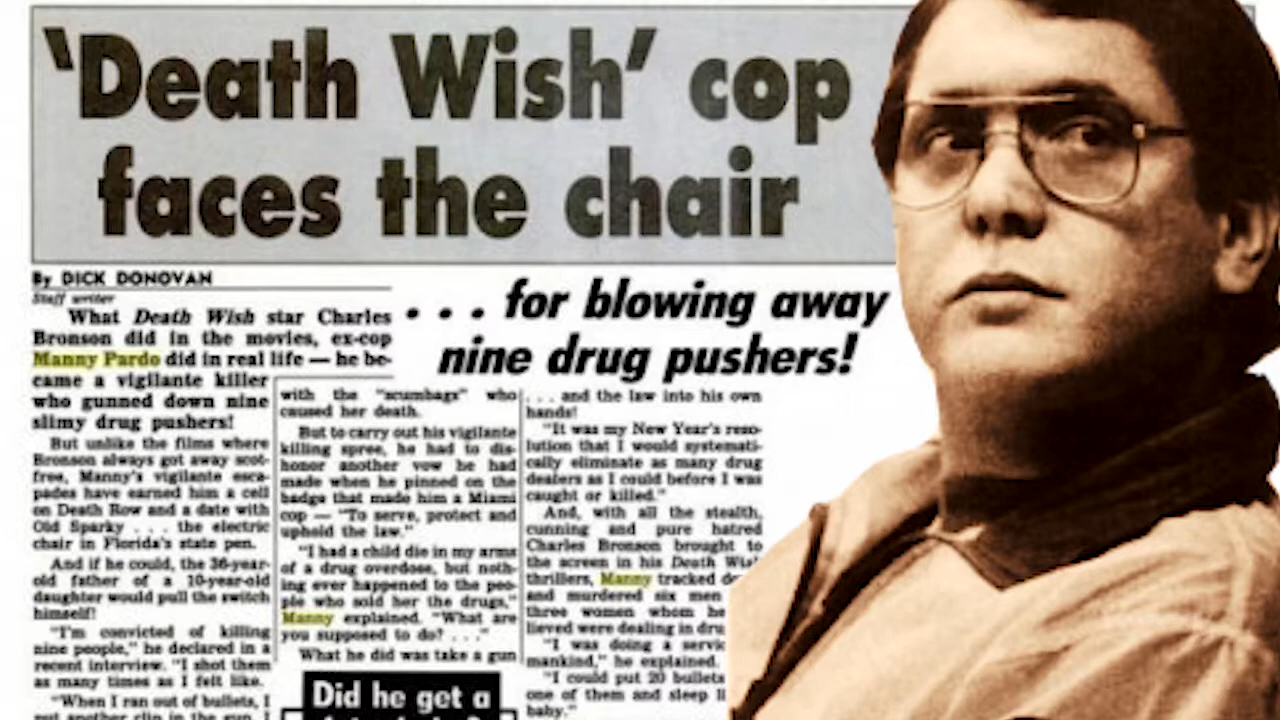 ‘Death Wish’ cop
faces the chair
. . . for blowing away
nine drug pushers!
By DICK DONOVAN
Staff writer
What Death Wish star Charles
Bronson did in the movies, ex-cop
Manny Pardo did in real life — he be-
came a vigilante killer
who gunned down nine
slimy drug pushers!
But unlike the films where
Bronson always got away scot-
free, Manny's vigilante esca-
pades have earned him a cell
on Death Row and a date with
Old Sparky . . . the electric
chair in Florida's state pen.
And if he could, the 36-year-
old father of a 10-year-old
daughter would pull the switch
himself!
"I'm convicted of killing
nine people," he declared in a
recent interview. "I shot them
as many times as I felt like.
"When I ran out of bullets, I
put another clip in the gun. I
with the "scumbags" who
caused her death.
But to carry out his vigilante
killing spree, he had to dis-
honor another vow he had
made when he pinned on the
badge that made him a Miami
cop — "To serve, protect and
uphold the law."
"I had a child die in my arms
of a drug overdose, but noth-
ing ever happened to the peo-
ple who sold her the drugs,"
Manny explained. "What are
you supposed to do? . . ."
What he did was take a gun
Did he get a
. . . and the law into his own
hands!
"It was my New Year's reso-
lution that I would systemati-
cally eliminate as many drug
dealers as I could before I was
caught or killed."
And, with all the stealth,
cunning and pure hatred
Charles Bronson brought to
the screen in his Death Wis
thrillers, Manny tracked do
and murdered six men
three women whom he
lieved were dealing in dru
"I was doing a servic
mankind," he explained.
"I could put 20 bullets
one of them and sleep li
baby."